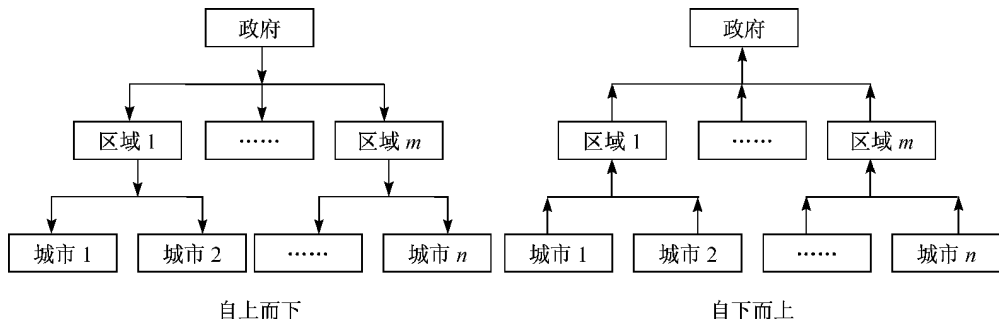 政府
区域 1
……
区域 m
城市 1
城市 2
……
城市 n
自上而下
政府
区域 1
……
区域 m
城市 1
城市 2
……
城市 n
自下而上